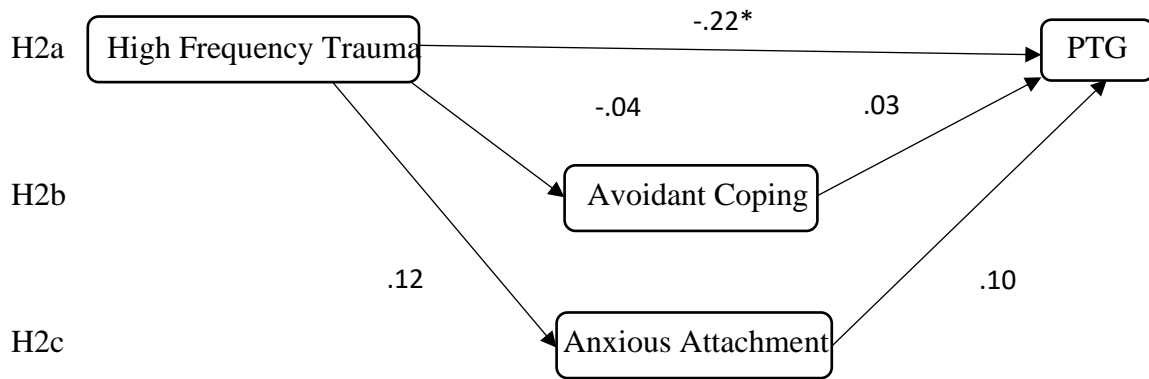 -.22*
H2a High Frequency Trauma PTG
-.04 .03
H2b Avoidant Coping
.12 .10
H2c Anxious Attachment